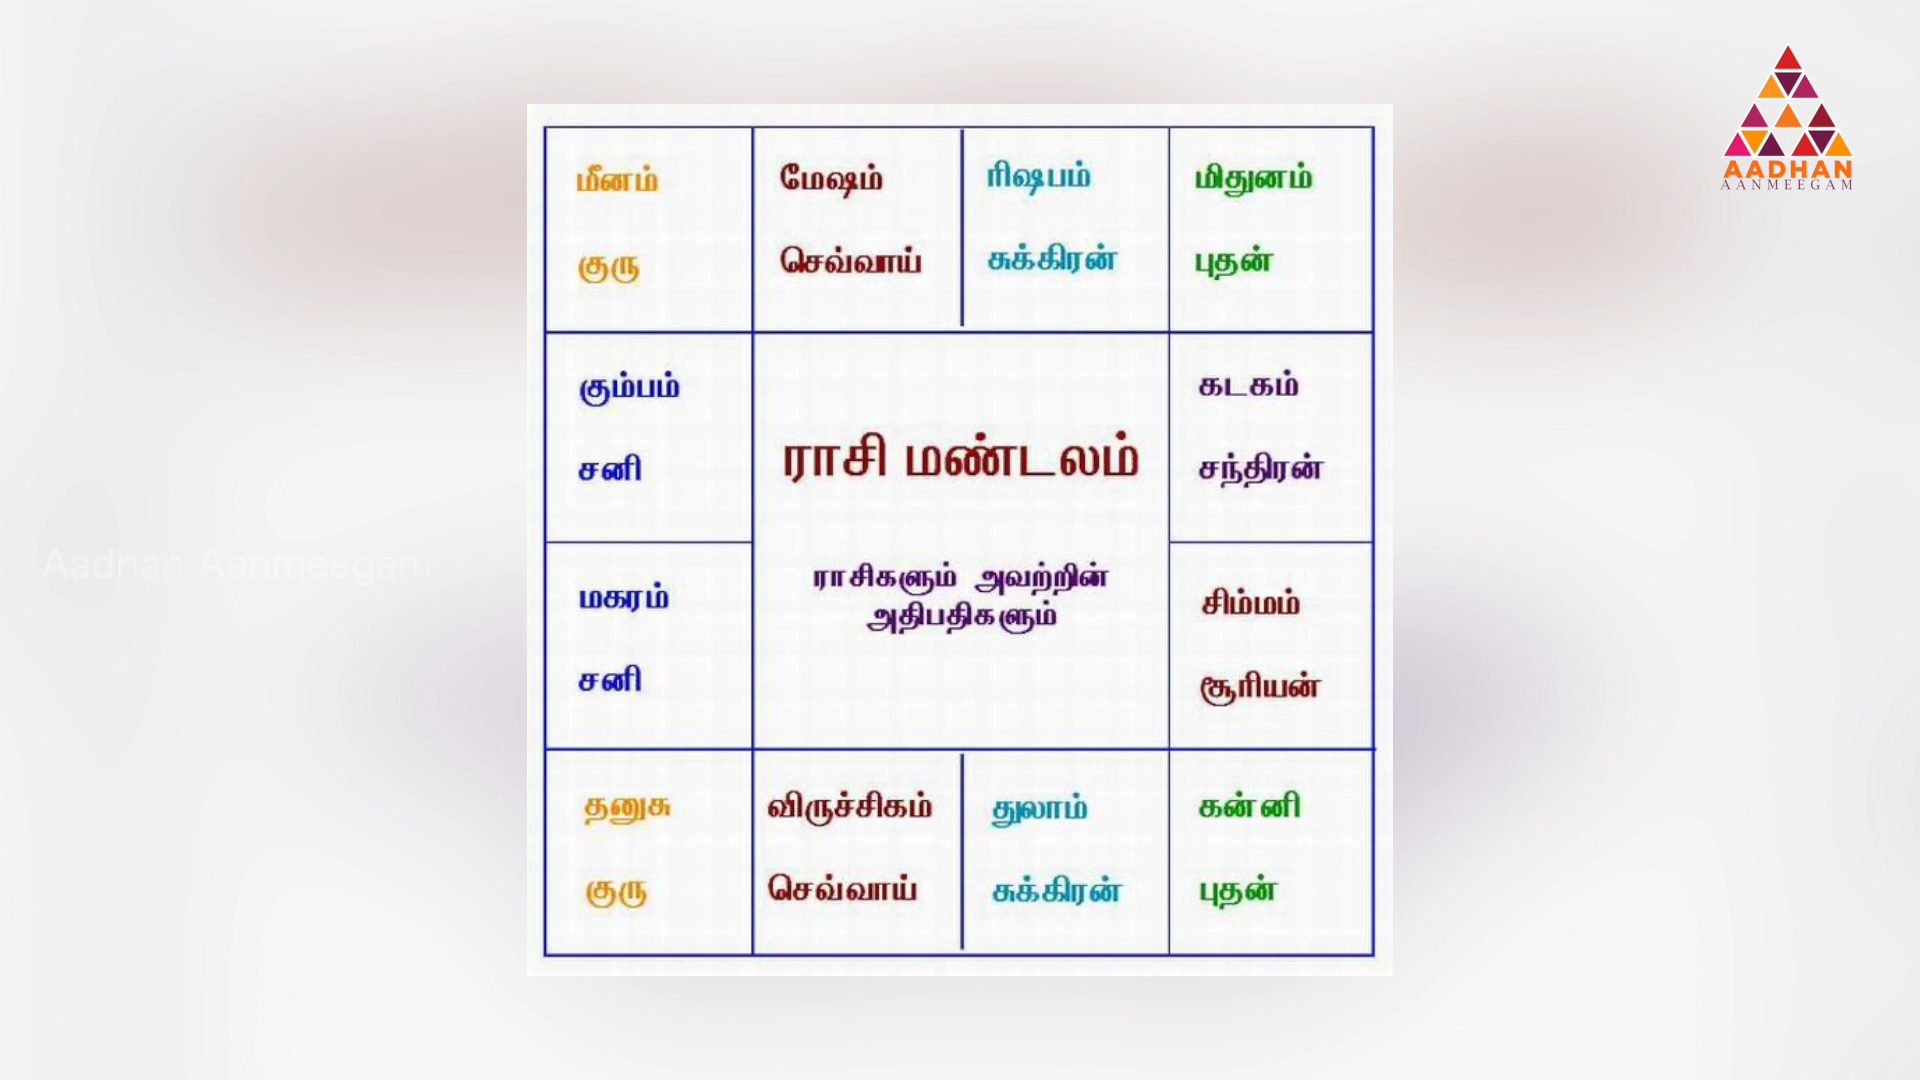 மீனம்
குரு
மேஷம்
செவ்வாய்
ரிஷபம்
சுக்கிரன்
மிதுனம்
புதன்
கும்பம்
சனி
ராசி மண்டலம்
ராசிகளும் அவற்றின்
அதிபதிகளும்
கடகம்
சந்திரன்
மகரம்
சனி
சிம்மம்
சூரியன்
தனுசு
குரு
விருச்சிகம்
செவ்வாய்
துலாம்
சுக்கிரன்
கன்னி
புதன்
AADHAN
AANMEEGAM
Aadhan Aanmeegam